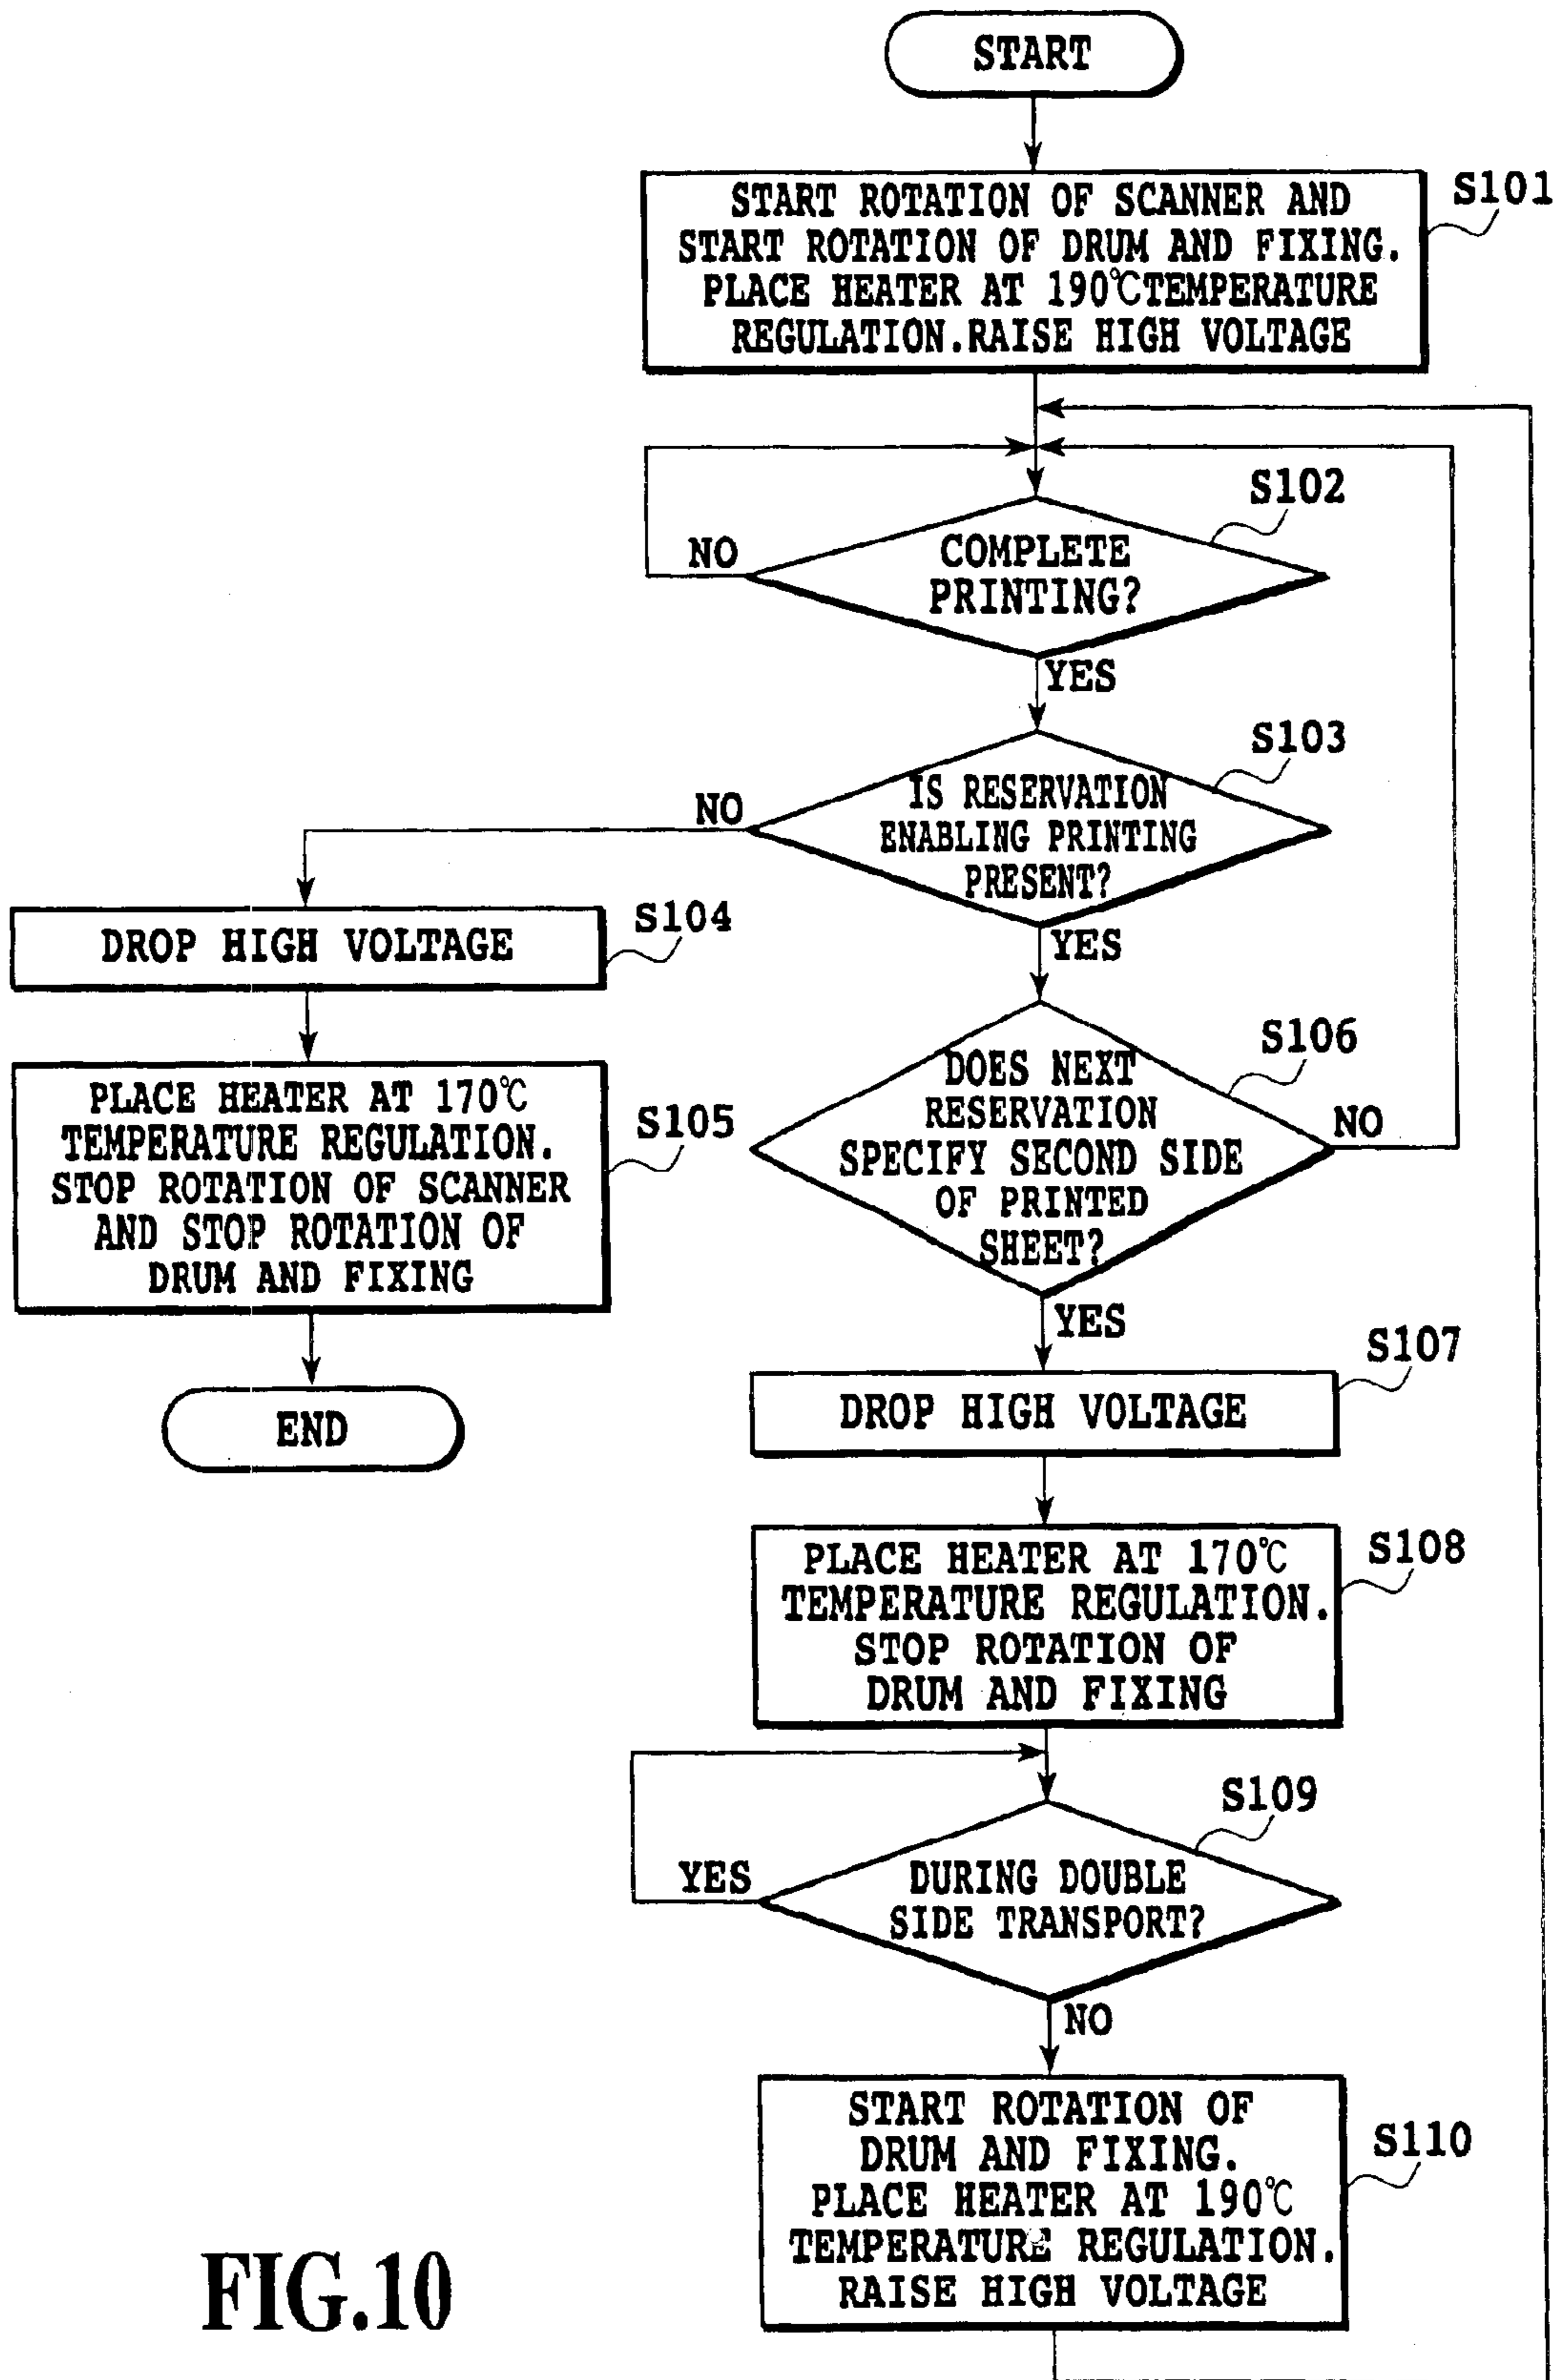 START
START ROTATION OF SCANNER AND
START ROTATION OF DRUM AND FIXING.
PLACE HEATER AT 190℃TEMPERATURE
REGULATION.RAISE HIGH VOLTAGE
S101
S102
NO
COMPLETE
PRINTING?
YES
S103
NO
IS RESERVATION
ENABLING PRINTING
PRESENT?
YES
DROP HIGH VOLTAGE
S104
PLACE HEATER AT 170℃
TEMPERATURE REGULATION.
STOP ROTATION OF SCANNER
AND STOP ROTATION OF
DRUM AND FIXING
S105
END
S106
DOES NEXT
RESERVATION
SPECIFY SECOND SIDE
OF PRINTED
SHEET?
NO
YES
S107
DROP HIGH VOLTAGE
S108
PLACE HEATER AT 170℃
TEMPERATURE REGULATION.
STOP ROTATION OF
DRUM AND FIXING
S109
YES
DURING DOUBLE
SIDE TRANSPORT?
NO
START ROTATION OF
DRUM AND FIXING.
PLACE HEATER AT 190℃
TEMPERATURE REGULATION.
RAISE HIGH VOLTAGE
S110
FIG.10